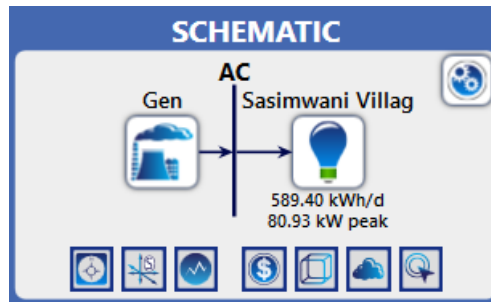 SCHEMATIC
AC
Gen
Sasimwani Villag
589.40 kWh/d
80.93 kW peak